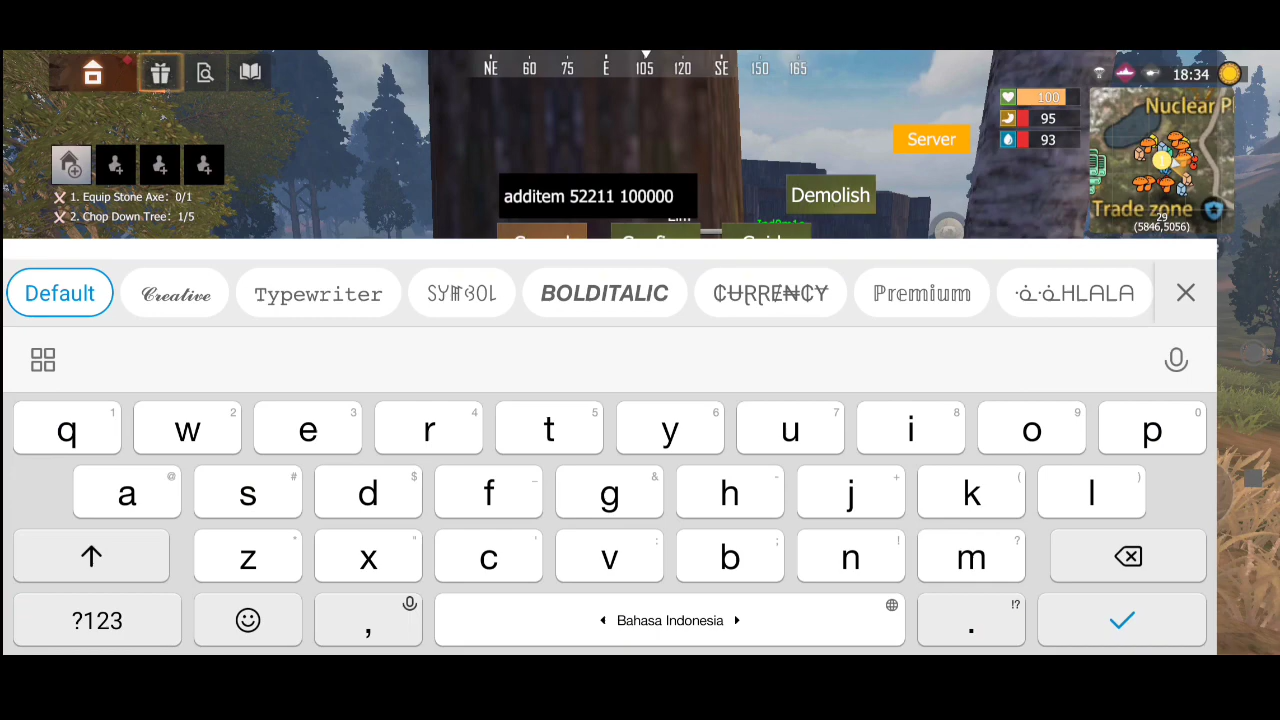 NE 60 75 E 105 120 SE 150 165
18:34
100
95
93
Nuclear P
Server
1. Equip Stone Axe: 0/1
2. Chop Down Tree: 1/5
additem 52211 100000
Demolish
Trade zone
29
(5846,5056)
Default Creative Typewriter BOLDITALIC CURRENCY Premium HLALA
q 1 w 2 e 3 r 4 t 5 y 6 u 7 i 8 o 9 p 0
a @ s # d $ f _ g & h - j + k ( l )
z * x " c ' v : b ; n ! m ?
?123 , Bahasa Indonesia . !?